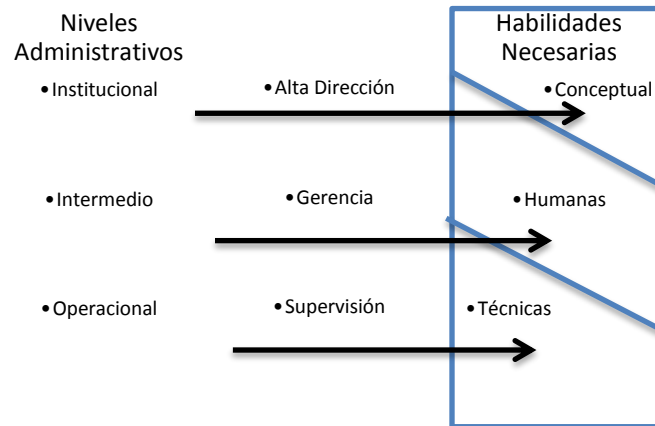 Niveles
Administrativos
Habilidades
Necesarias
•Institucional
•Alta Dirección
•Conceptual
•Intermedio
•Gerencia
•Humanas
•Operacional
•Supervisión
•Técnicas